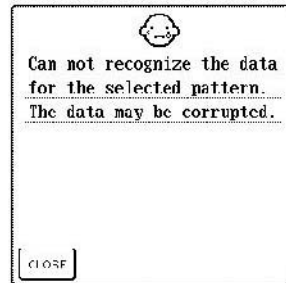 Can not recognize the data
for the selected pattern.
The data may be corrupted.
CLOSE